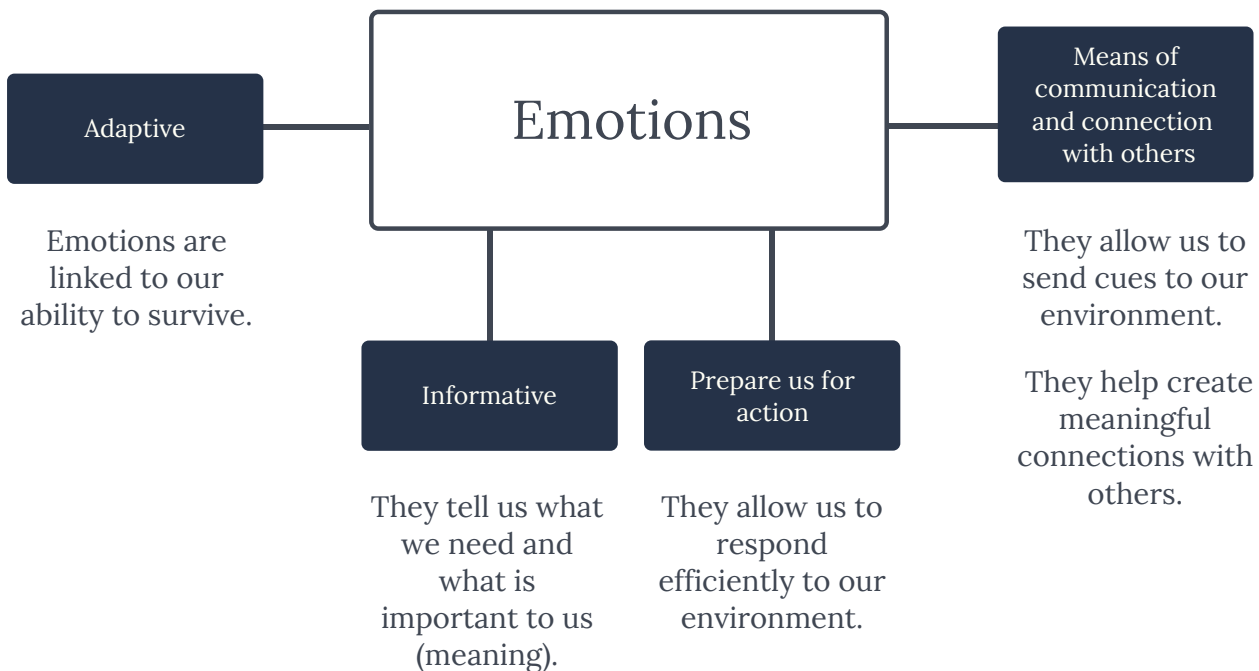 Emotions
Adaptive
Emotions are
linked to our
ability to survive.
Informative
They tell us what
we need and
what is
important to us
(meaning).
Prepare us for
action
They allow us to
respond
efficiently to our
environment.
Means of
communication
and connection
with others
They allow us to
send cues to our
environment.
They help create
meaningful
connections with
others.